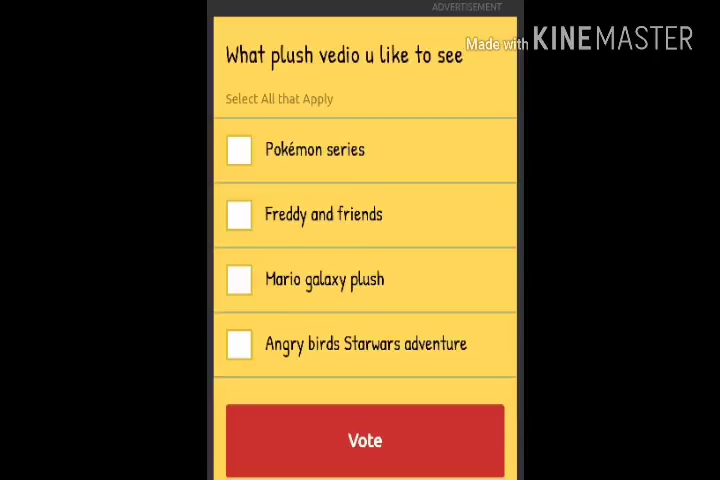 ADVERTISEMENT
Made with KINEMASTER
What plush vedio u like to see
Select All that Apply
Pokémon series
Freddy and friends
Mario galaxy plush
Angry birds Starwars adventure
Vote